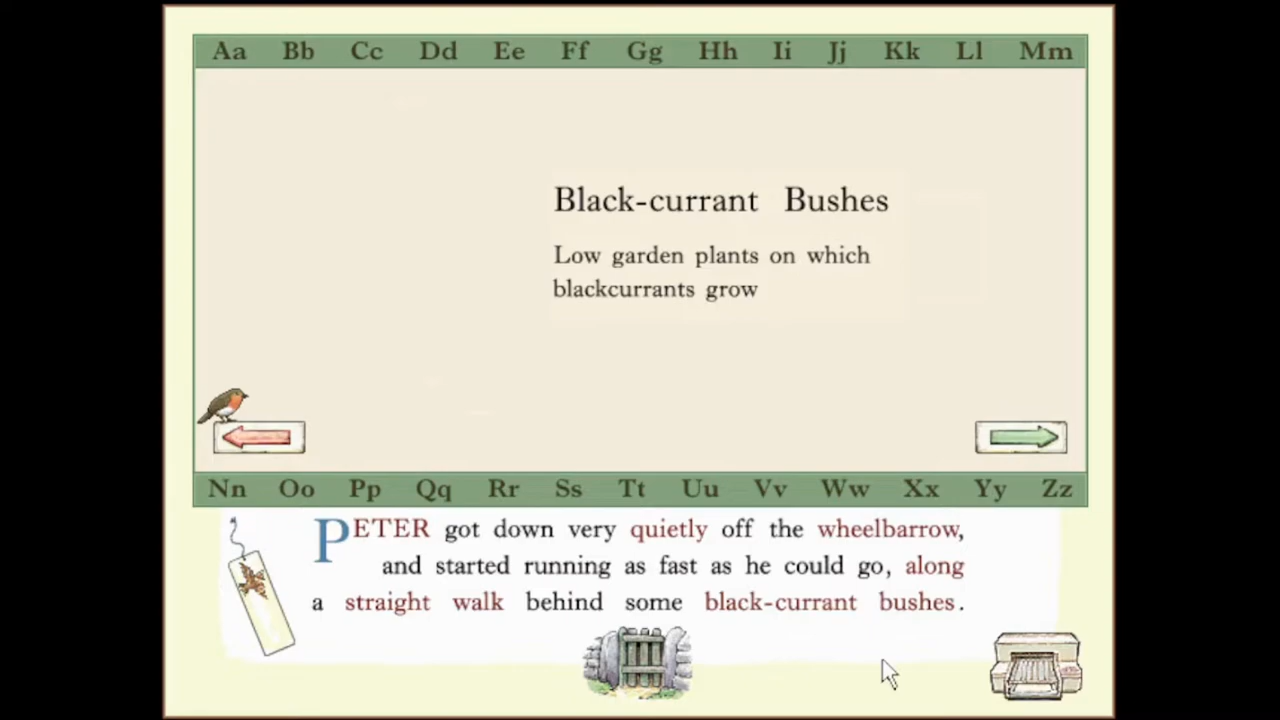 Aa Bb Cc Dd Ee Ff Gg Hh Ii Jj Kk Ll Mm
Black-currant Bushes
Low garden plants on which
blackcurrants grow
Nn Oo Pp Qq Rr Ss Tt Uu Vv Ww Xx Yy Zz
PETER got down very quietly off the wheelbarrow,
and started running as fast as he could go, along
a straight walk behind some black-currant bushes.